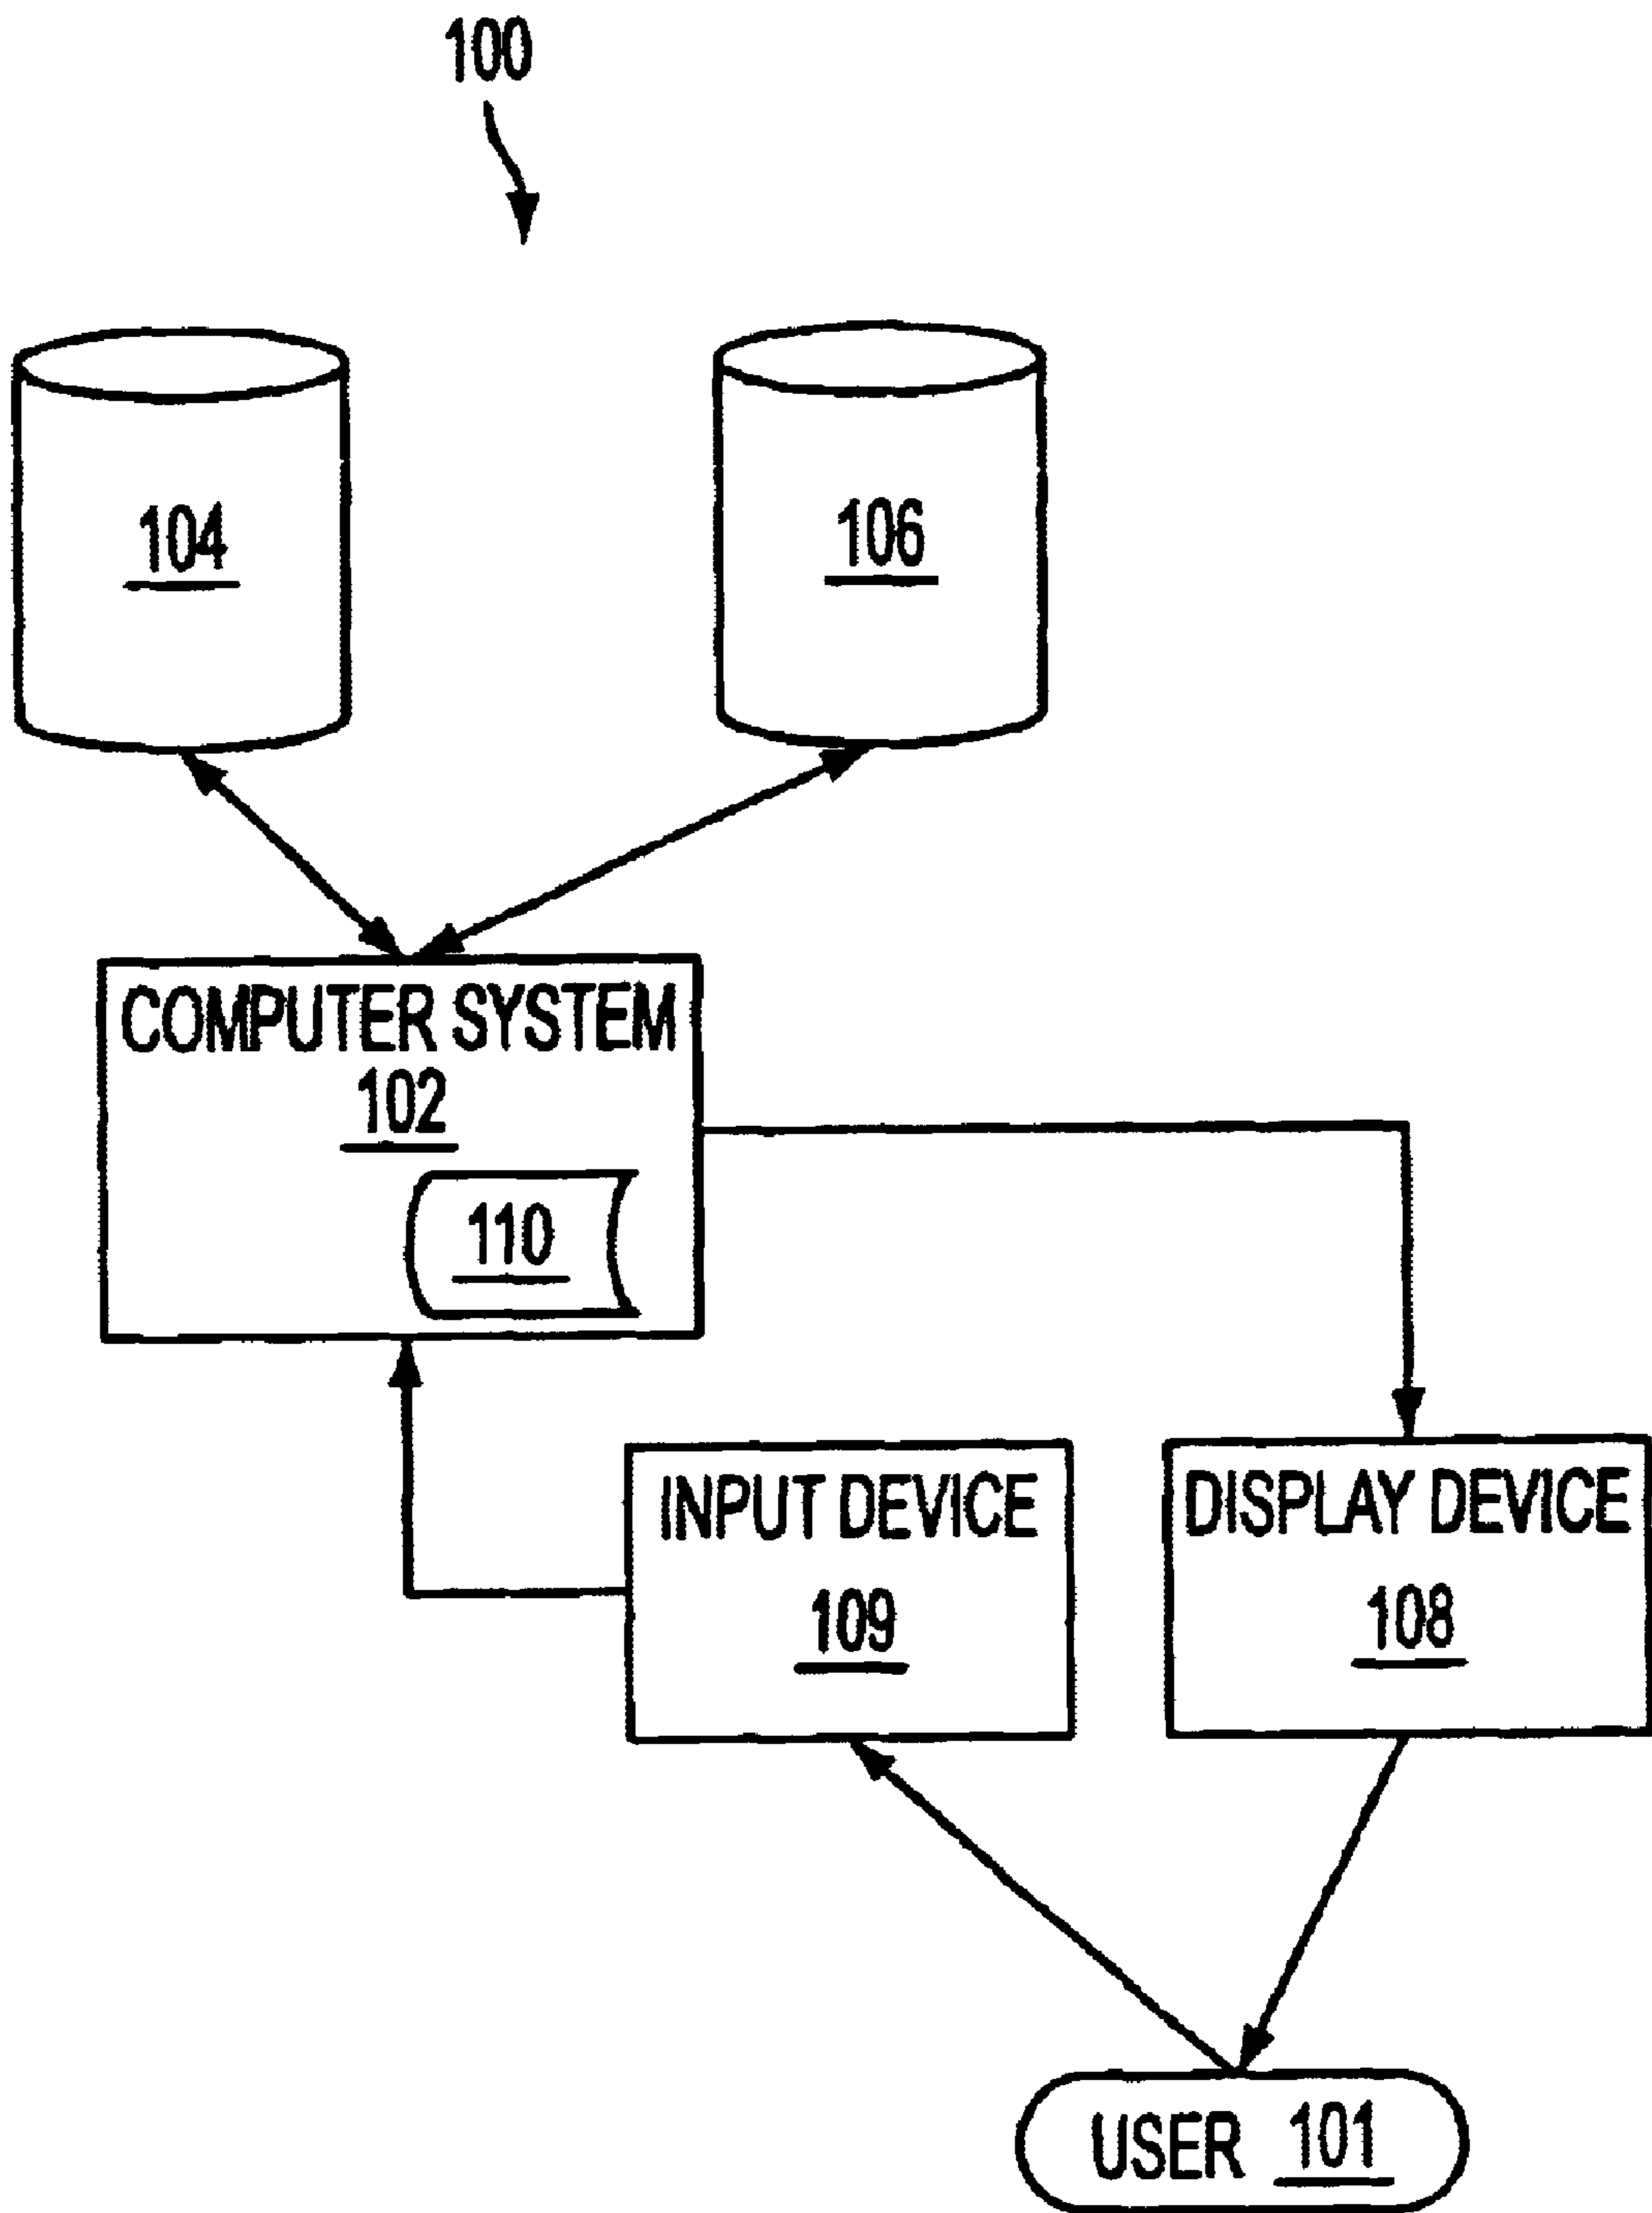 100
104
106
COMPUTER SYSTEM
102
110
INPUT DEVICE
109
DISPLAY DEVICE
108
USER 101